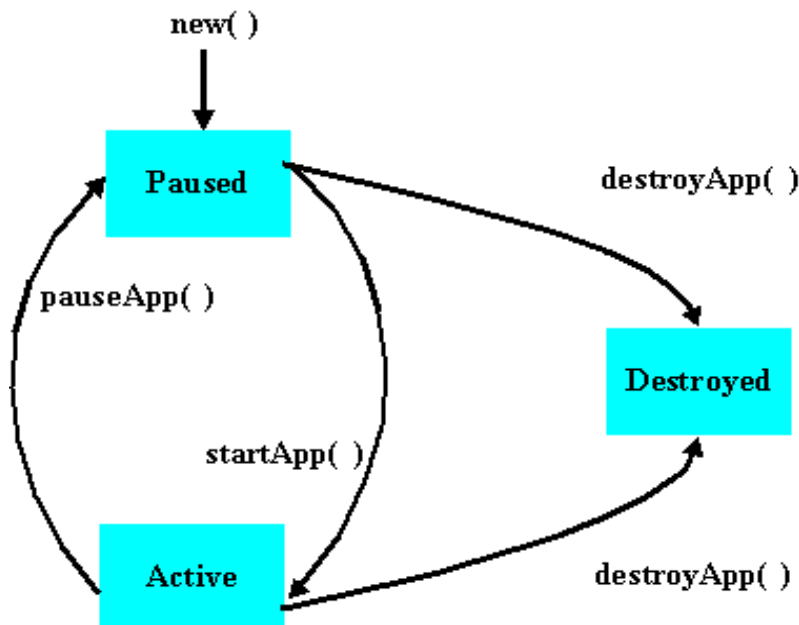 new( )
Paused
destroyApp( )
pauseApp( )
Destroyed
startApp( )
Active
destroyApp( )